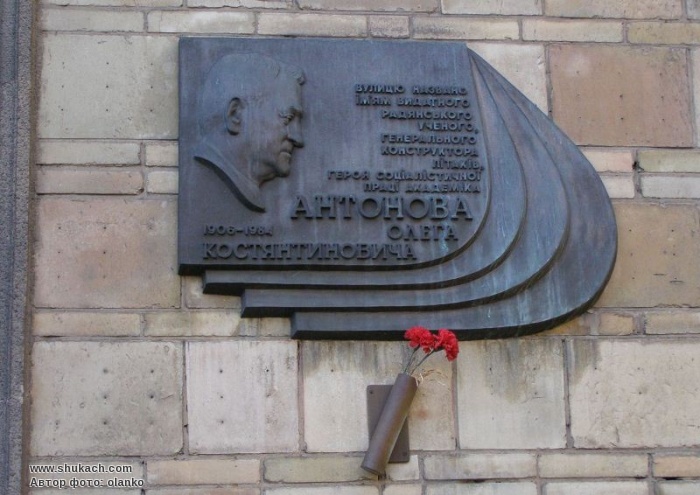 ВУЛИЦЮ НАЗВАНО
ІМ'ЯМ ВИДАТНОГО
РАДЯНСЬКОГО
УЧЕНОГО,
ГЕНЕРАЛЬНОГО
КОНСТРУКТОРА
ЛІТАКІВ,
ГЕРОЯ СОЦІАЛІСТИЧНОЇ
ПРАЦІ АКАДЕМІКА
АНТОНОВА
1906-1984 ОЛЕГА
КОСТЯНТИНОВИЧА
www.shukach.com
Автор фото: olanko